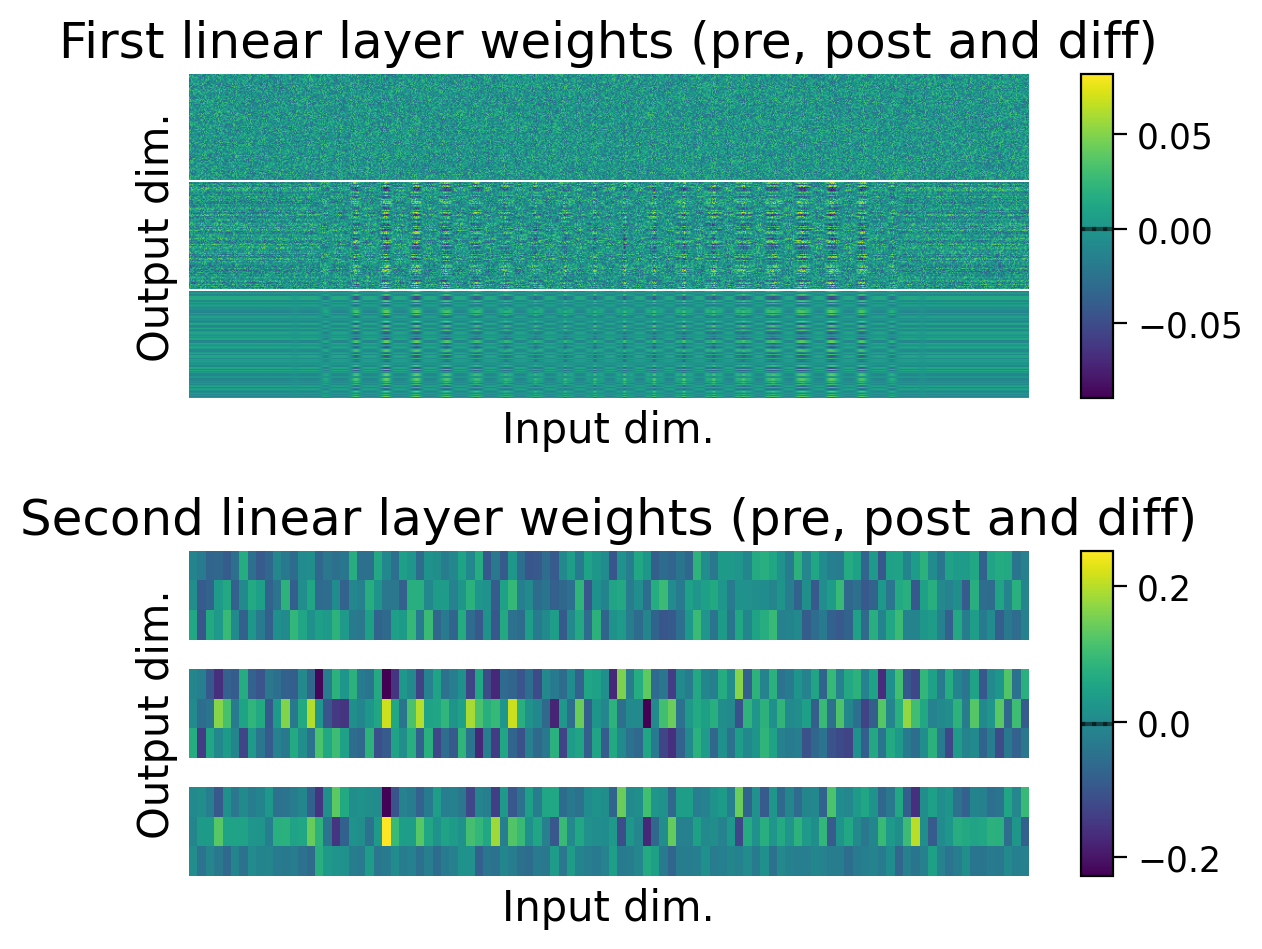 First linear layer weights (pre, post and diff)
Output dim.
0.05
0.00
−0.05
Input dim.
Second linear layer weights (pre, post and diff)
Output dim.
0.2
0.0
−0.2
Input dim.